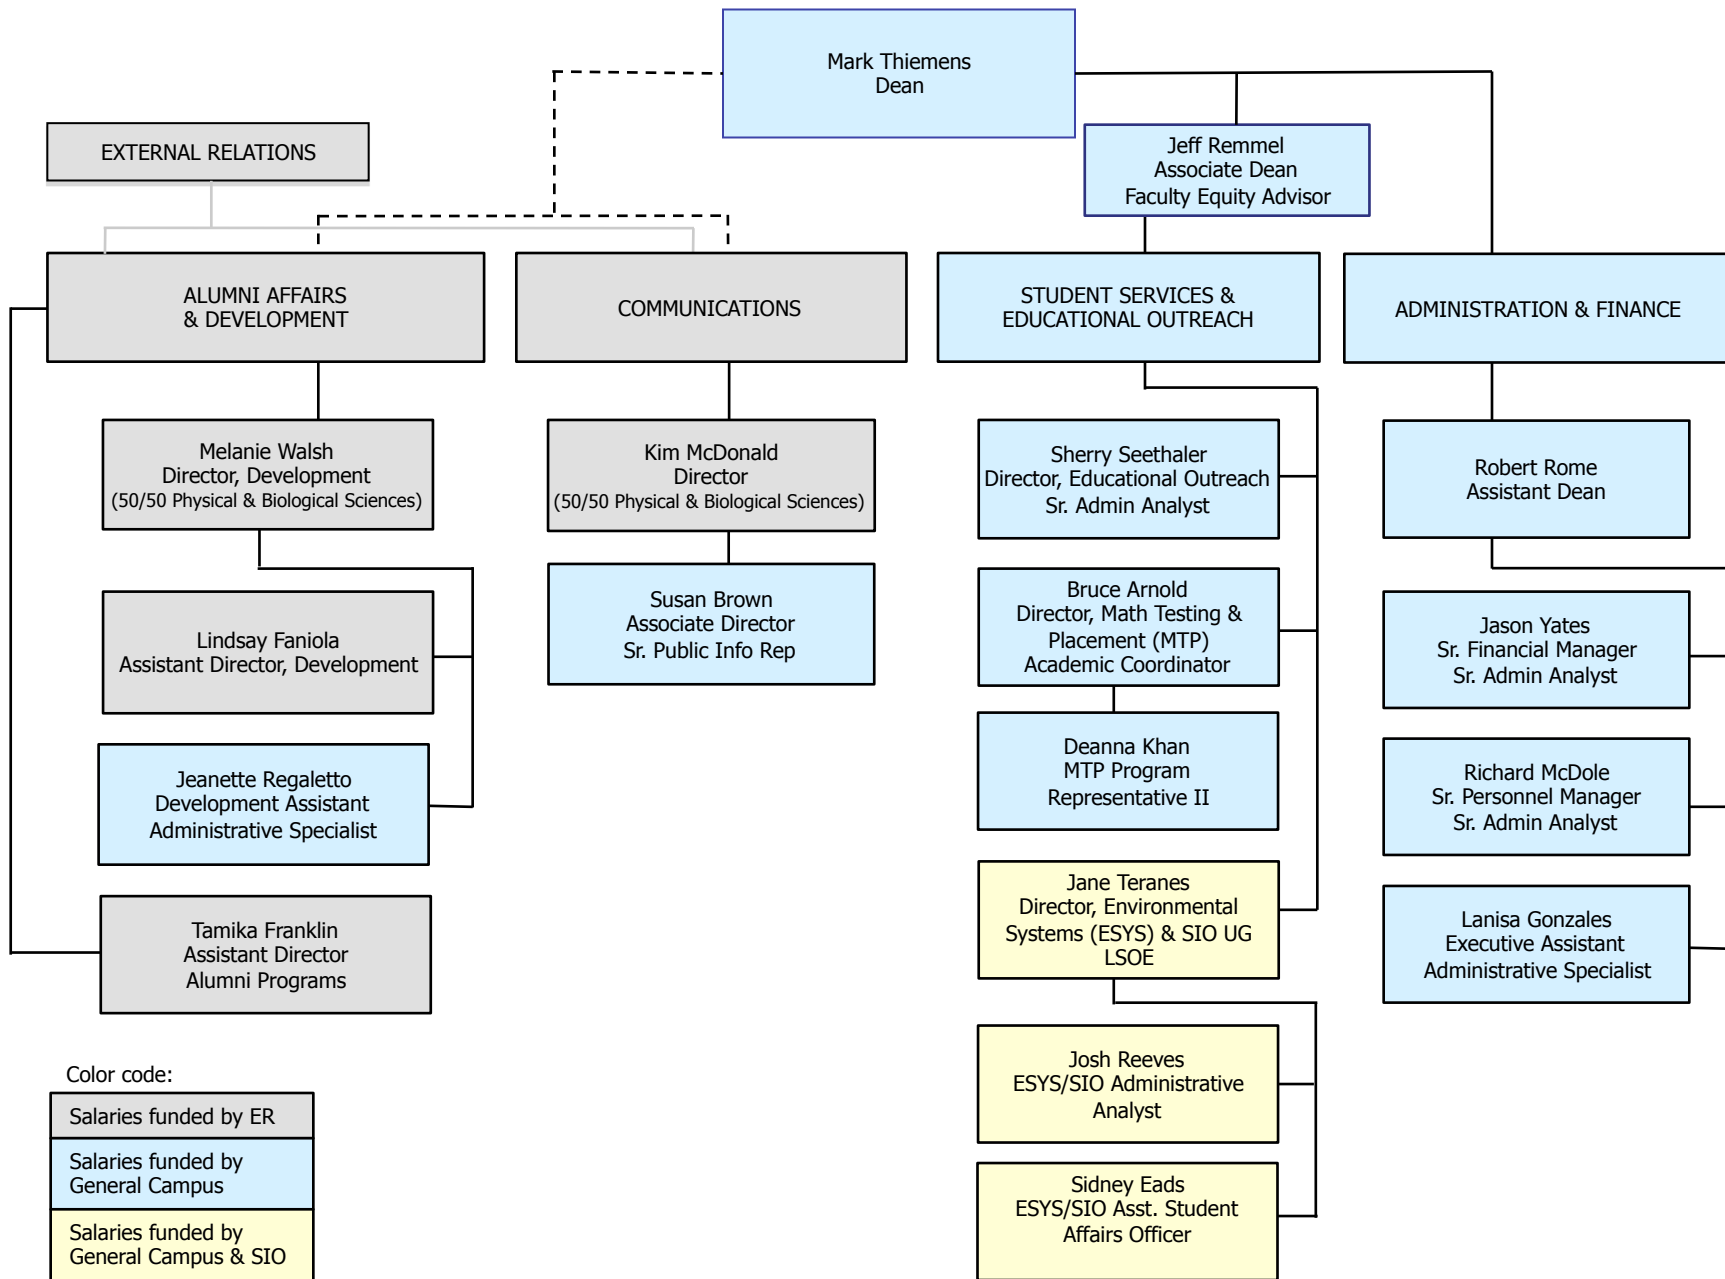 Mark Thiemens
Dean
EXTERNAL RELATIONS
Jeff Remmel
Associate Dean
Faculty Equity Advisor
ALUMNI AFFAIRS
& DEVELOPMENT
COMMUNICATIONS
STUDENT SERVICES &
EDUCATIONAL OUTREACH
ADMINISTRATION & FINANCE
Melanie Walsh
Director, Development
(50/50 Physical & Biological Sciences)
Lindsay Faniola
Assistant Director, Development
Jeanette Regaletto
Development Assistant
Administrative Specialist
Tamika Franklin
Assistant Director
Alumni Programs
Kim McDonald
Director
(50/50 Physical & Biological Sciences)
Susan Brown
Associate Director
Sr. Public Info Rep
Sherry Seethaler
Director, Educational Outreach
Sr. Admin Analyst
Bruce Arnold
Director, Math Testing &
Placement (MTP)
Academic Coordinator
Deanna Khan
MTP Program
Representative II
Jane Teranes
Director, Environmental
Systems (ESYS) & SIO UG
LSOE
Josh Reeves
ESYS/SIO Administrative
Analyst
Sidney Eads
ESYS/SIO Asst. Student
Affairs Officer
Robert Rome
Assistant Dean
Jason Yates
Sr. Financial Manager
Sr. Admin Analyst
Richard McDole
Sr. Personnel Manager
Sr. Admin Analyst
Lanisa Gonzales
Executive Assistant
Administrative Specialist
Color code:
Salaries funded by ER
Salaries funded by
General Campus
Salaries funded by
General Campus & SIO